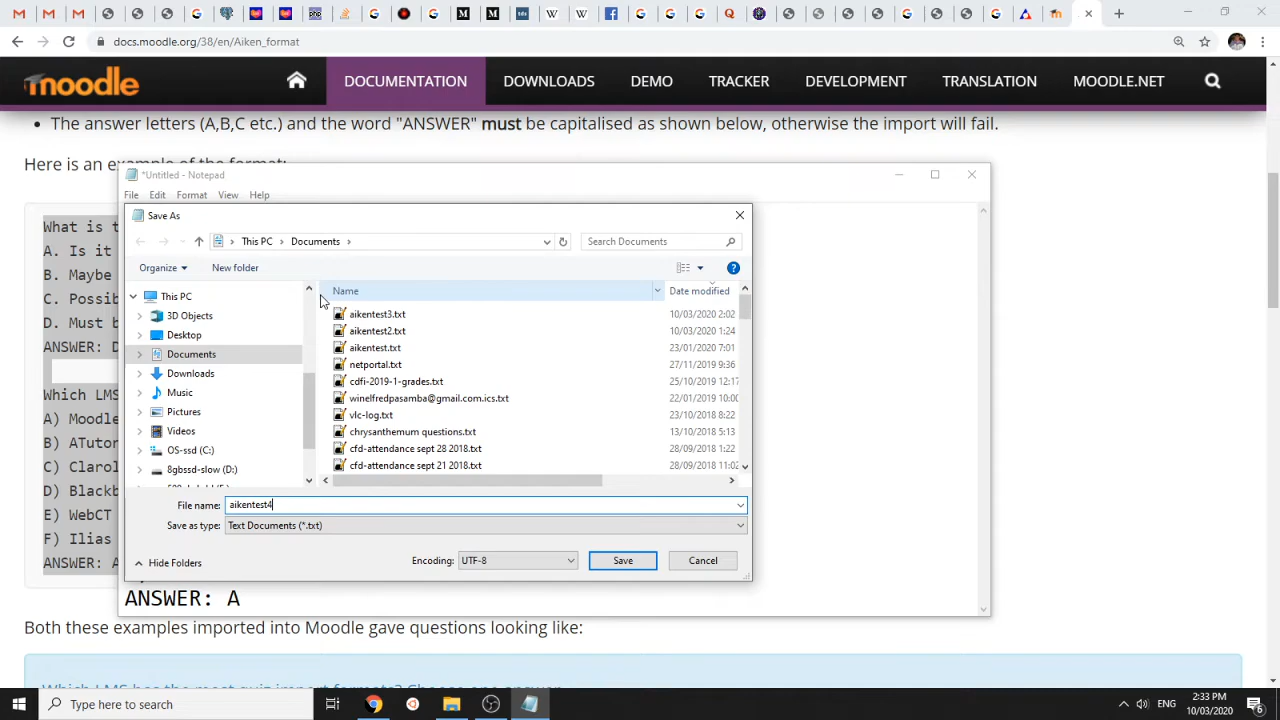 docs.moodle.org/38/en/Aiken_format
moodle
DOCUMENTATION
DOWNLOADS
DEMO
TRACKER
DEVELOPMENT
TRANSLATION
MOODLE.NET
The answer letters (A,B,C etc.) and the word "ANSWER" must be capitalised as shown below, otherwise the import will fail.
Here is an example of the format:
*Untitled - Notepad
File Edit Format View Help
Save As
This PC > Documents >
Search Documents
Organize
New folder
Name
Date modified
This PC
3D Objects
Desktop
Documents
Downloads
Music
Pictures
Videos
OS-ssd (C:)
8gbssd-slow (D:)
aikentest3.txt 10/03/2020 2:02
aikentest2.txt 10/03/2020 1:24
aikentest.txt 23/01/2020 7:01
netportal.txt 27/11/2019 9:36
cdfi-2019-1-grades.txt 25/10/2019 12:17
winelfredpasamba@gmail.com.ics.txt 22/01/2019 10:00
vlc-log.txt 23/10/2018 8:22
chrysanthemum questions.txt 13/10/2018 5:13
cfd-attendance sept 28 2018.txt 28/09/2018 1:22
cfd-attendance sept 21 2018.txt 28/09/2018 11:02
File name: aikentest4
Save as type: Text Documents (*.txt)
Hide Folders
Encoding: UTF-8
Save
Cancel
What is t
A. Is it
B. Maybe
C. Possib
D. Must b
ANSWER: D
Which LMS
A) Moodle
B) ATutor
C) Claro
D) Blackb
E) WebCT
F) Ilias
ANSWER: A
ANSWER: A
Both these examples imported into Moodle gave questions looking like:
Type here to search
ENG
2:33 PM
10/03/2020
6